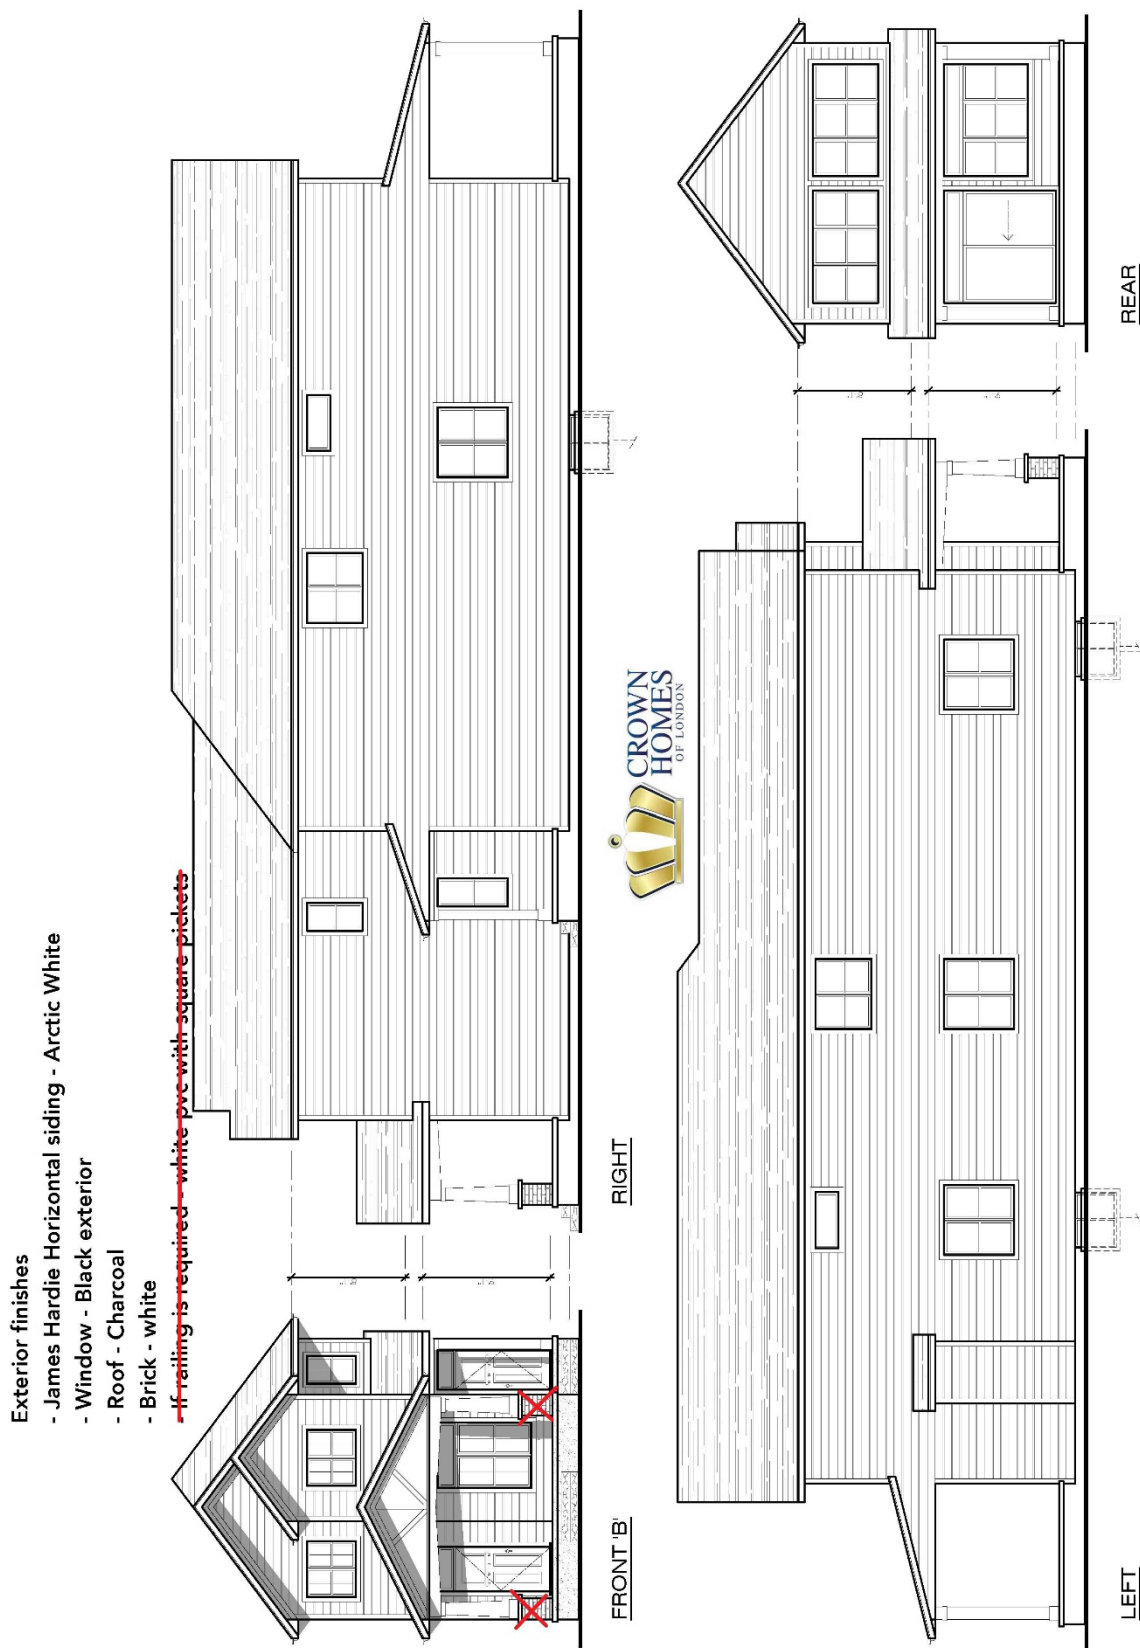 Exterior finishes
- James Hardie Horizontal siding - Arctic White
- Window - Black exterior
- Roof - Charcoal
- Brick - white
- If railing is required - white pvc with square pickets
FRONT 'B'
RIGHT
CROWN
HOMES
OF LONDON
LEFT
REAR